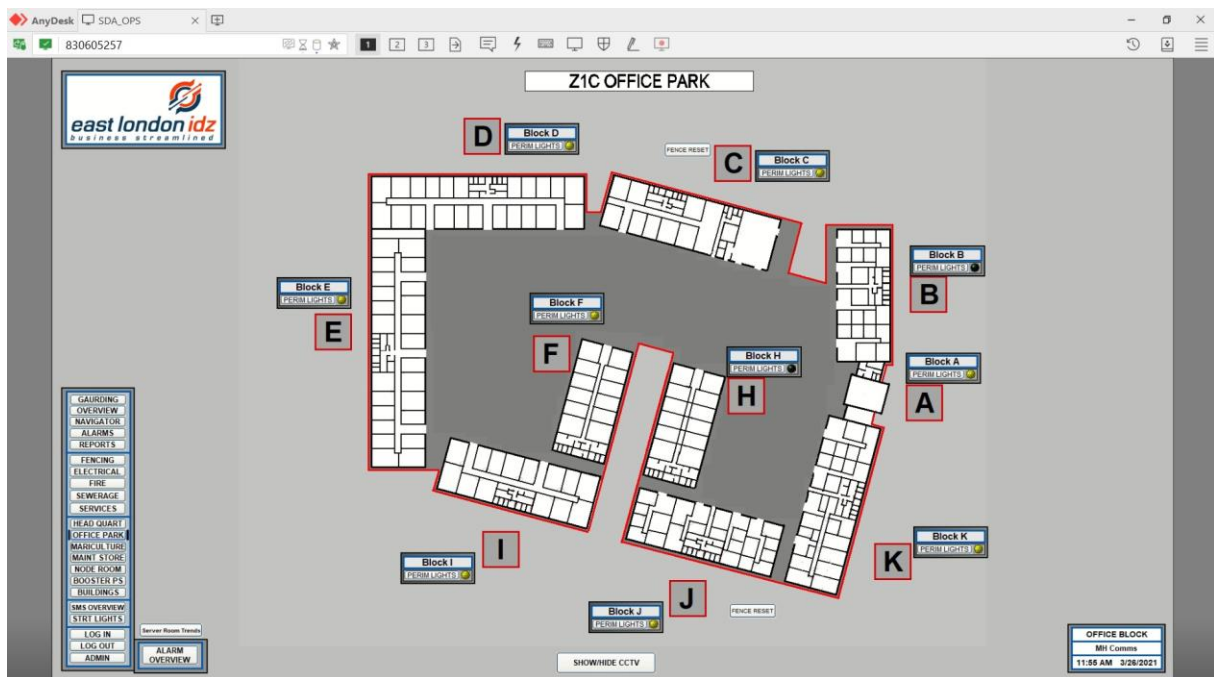 AnyDesk
SDA_OPS
830605257
1
2
3
Z1C OFFICE PARK
east london idz
business streamlined
D
Block D
PERIM LIGHTS
FENCE RESET
C
Block C
PERIM LIGHTS
Block B
PERIM LIGHTS
B
Block E
PERIM LIGHTS
E
Block F
PERIM LIGHTS
F
Block H
PERIM LIGHTS
H
Block A
PERIM LIGHTS
A
GAURDING
OVERVIEW
NAVIGATOR
ALARMS
REPORTS
FENCING
ELECTRICAL
FIRE
SEWERAGE
SERVICES
HEAD QUART
OFFICE PARK
MARICULTURE
MAINT STORE
NODE ROOM
BOOSTER PS
BUILDINGS
SMS OVERVIEW
STRT LIGHTS
LOG IN
LOG OUT
ADMIN
Server Room Trends
ALARM
OVERVIEW
I
Block I
PERIM LIGHTS
Block K
PERIM LIGHTS
K
J
Block J
PERIM LIGHTS
FENCE RESET
SHOW/HIDE CCTV
OFFICE BLOCK
MH Comms
11:55 AM 3/26/2021